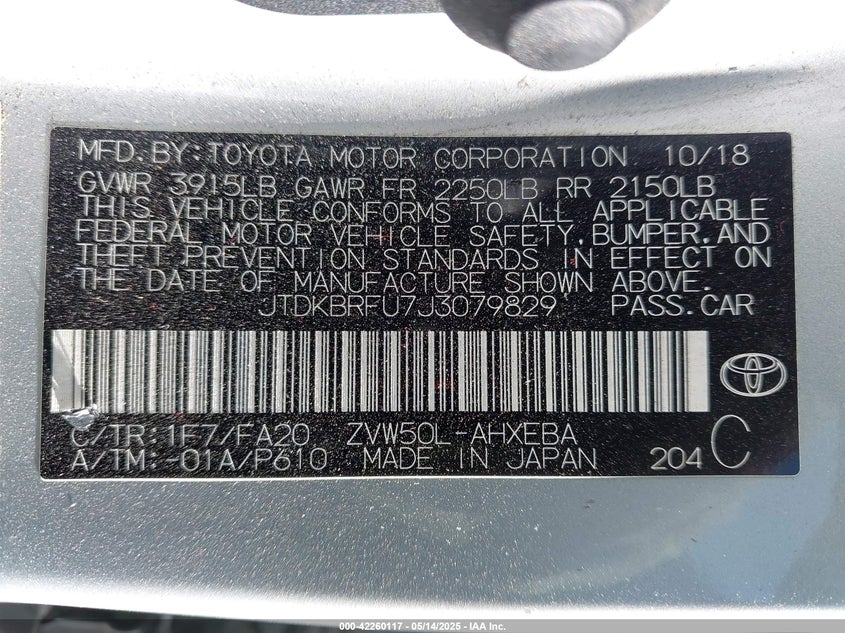 MFD.BY:TOYOTA MOTOR CORPORATION 10/18
GVWR 3915LB GAWR FR 2250LB RR 2150LB
THIS VEHICLE CONFORMS TO ALL APPLICABLE
FEDERAL MOTOR VEHICLE SAFETY,BUMPER,AND
THEFT PREVENTION STANDARDS IN EFFECT ON
THE DATE OF MANUFACTURE SHOWN ABOVE.
JTDKBRFU7J3079829 PASS.CAR
C/TR:1F7/FA20 ZVW50L-AHXEBA
A/TM:-01A/P610 MADE IN JAPAN 204 C
000-42260117 - 05/14/2025 - IAA Inc.